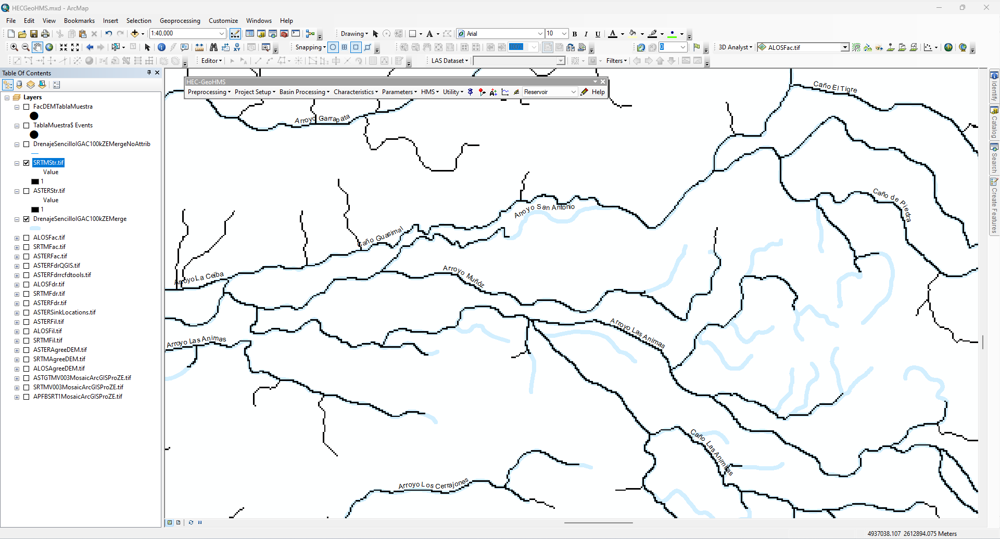 HECGeoHMS.mxd - ArcMap
File Edit View Bookmarks Insert Selection Geoprocessing Customize Windows Help
1:40,000 Drawing A Arial 10 B I U A
Snapping 100% 0 3D Analyst ALOSFac.tif
Editor LAS Dataset Filters
Table Of Contents
Layers
FacDEMTablaMuestra
TablaMuestra$ Events
DrenajeSencilloIGAC100kZEMergeNoAttrib
SRTMStr.tif
Value
1
ASTERStr.tif
Value
1
DrenajeSencilloIGAC100kZEMerge
ALOSFac.tif
SRTMFac.tif
ASTERFac.tif
ASTERFdrQGIS.tif
ASTERFdrrcfdtools.tif
ALOSFdr.tif
SRTMFdr.tif
ASTERFdr.tif
ASTERSinkLocations.tif
ASTERFil.tif
ALOSFil.tif
SRTMFil.tif
ASTERAgreeDEM.tif
SRTMAgreeDEM.tif
ALOSAgreeDEM.tif
ASTGTMV003MosaicArcGISProZE.tif
SRTMV003MosaicArcGISProZE.tif
APFBSRT1MosaicArcGISProZE.tif
HEC-GeoHMS
Preprocessing Project Setup Basin Processing Characteristics Parameters HMS Utility Reservoir Help
Caño El Tigre
Arroyo Garrapata
Caño de Piedra
Arroyo San Antonio
Caño Guasimal
Arroyo La Ceiba
Arroyo Muñóz
Arroyo Las Animas
Arroyo Las Animas
Caño Las Animitas
Arroyo Los Cerrajones
Identify
Catalog
Search
Create Features
4937038.107 2612894.075 Meters